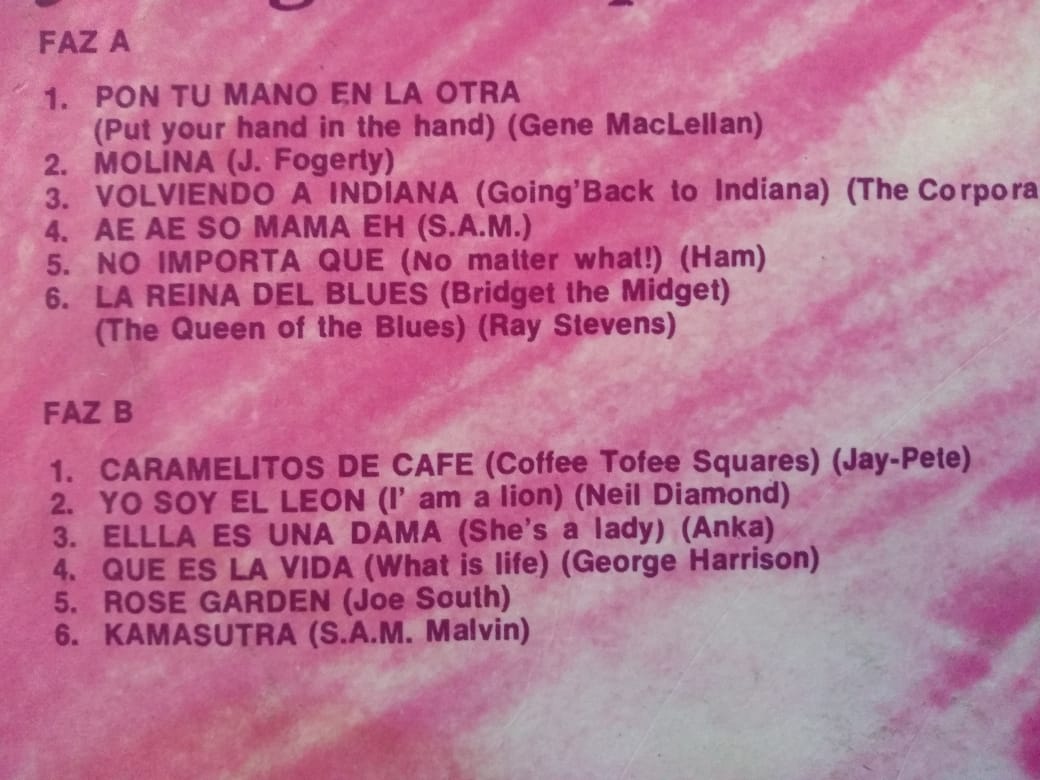 FAZ A
1. PON TU MANO EN LA OTRA
(Put your hand in the hand) (Gene MacLellan)
2. MOLINA (J. Fogerty)
3. VOLVIENDO A INDIANA (Going'Back to Indiana) (The Corpora
4. AE AE SO MAMA EH (S.A.M.)
5. NO IMPORTA QUE (No matter what!) (Ham)
6. LA REINA DEL BLUES (Bridget the Midget)
(The Queen of the Blues) (Ray Stevens)
FAZ B
1. CARAMELITOS DE CAFE (Coffee Tofee Squares) (Jay-Pete)
2. YO SOY EL LEON (I' am a lion) (Neil Diamond)
3. ELLLA ES UNA DAMA (She's a lady) (Anka)
4. QUE ES LA VIDA (What is life) (George Harrison)
5. ROSE GARDEN (Joe South)
6. KAMASUTRA (S.A.M. Malvin)